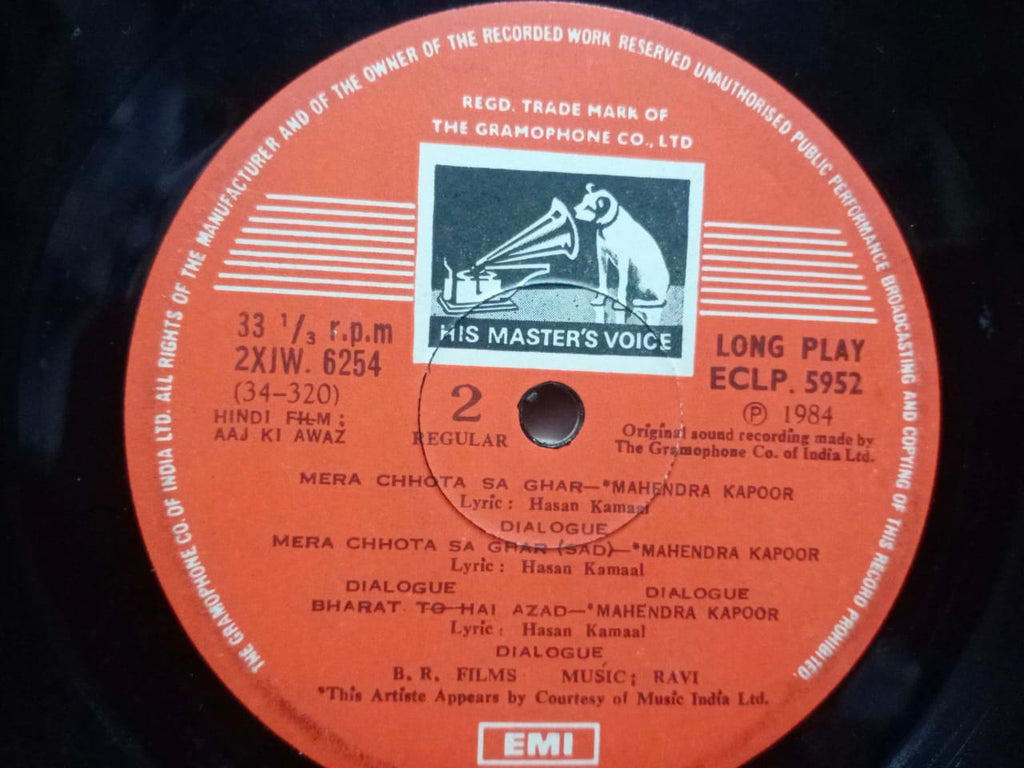 THE GRAMOPHONE CO. OF INDIA LTD. ALL RIGHTS OF THE MANUFACTURER AND OF THE OWNER OF THE RECORDED WORK RESERVED UNAUTHORISED PUBLIC PERFORMANCE BROADCASTING AND COPYING OF THIS RECORD PROHIBITED.
REGD. TRADE MARK OF
THE GRAMOPHONE CO., LTD
HIS MASTER'S VOICE
33 1/3 r.p.m
2XJW. 6254
(34-320)
HINDI FILM :
AAJ KI AWAZ
2
REGULAR
LONG PLAY
ECLP. 5952
Ⓟ 1984
Original sound recording made by
The Gramophone Co. of India Ltd.
MERA CHHOTA SA GHAR—*MAHENDRA KAPOOR
Lyric : Hasan Kamaal
DIALOGUE
MERA CHHOTA SA GHAR (SAD)—*MAHENDRA KAPOOR
Lyric : Hasan Kamaal
DIALOGUE DIALOGUE
BHARAT TO HAI AZAD—*MAHENDRA KAPOOR
Lyric : Hasan Kamaal
DIALOGUE
B. R. FILMS MUSIC : RAVI
*This Artiste Appears by Courtesy of Music India Ltd.
EMI